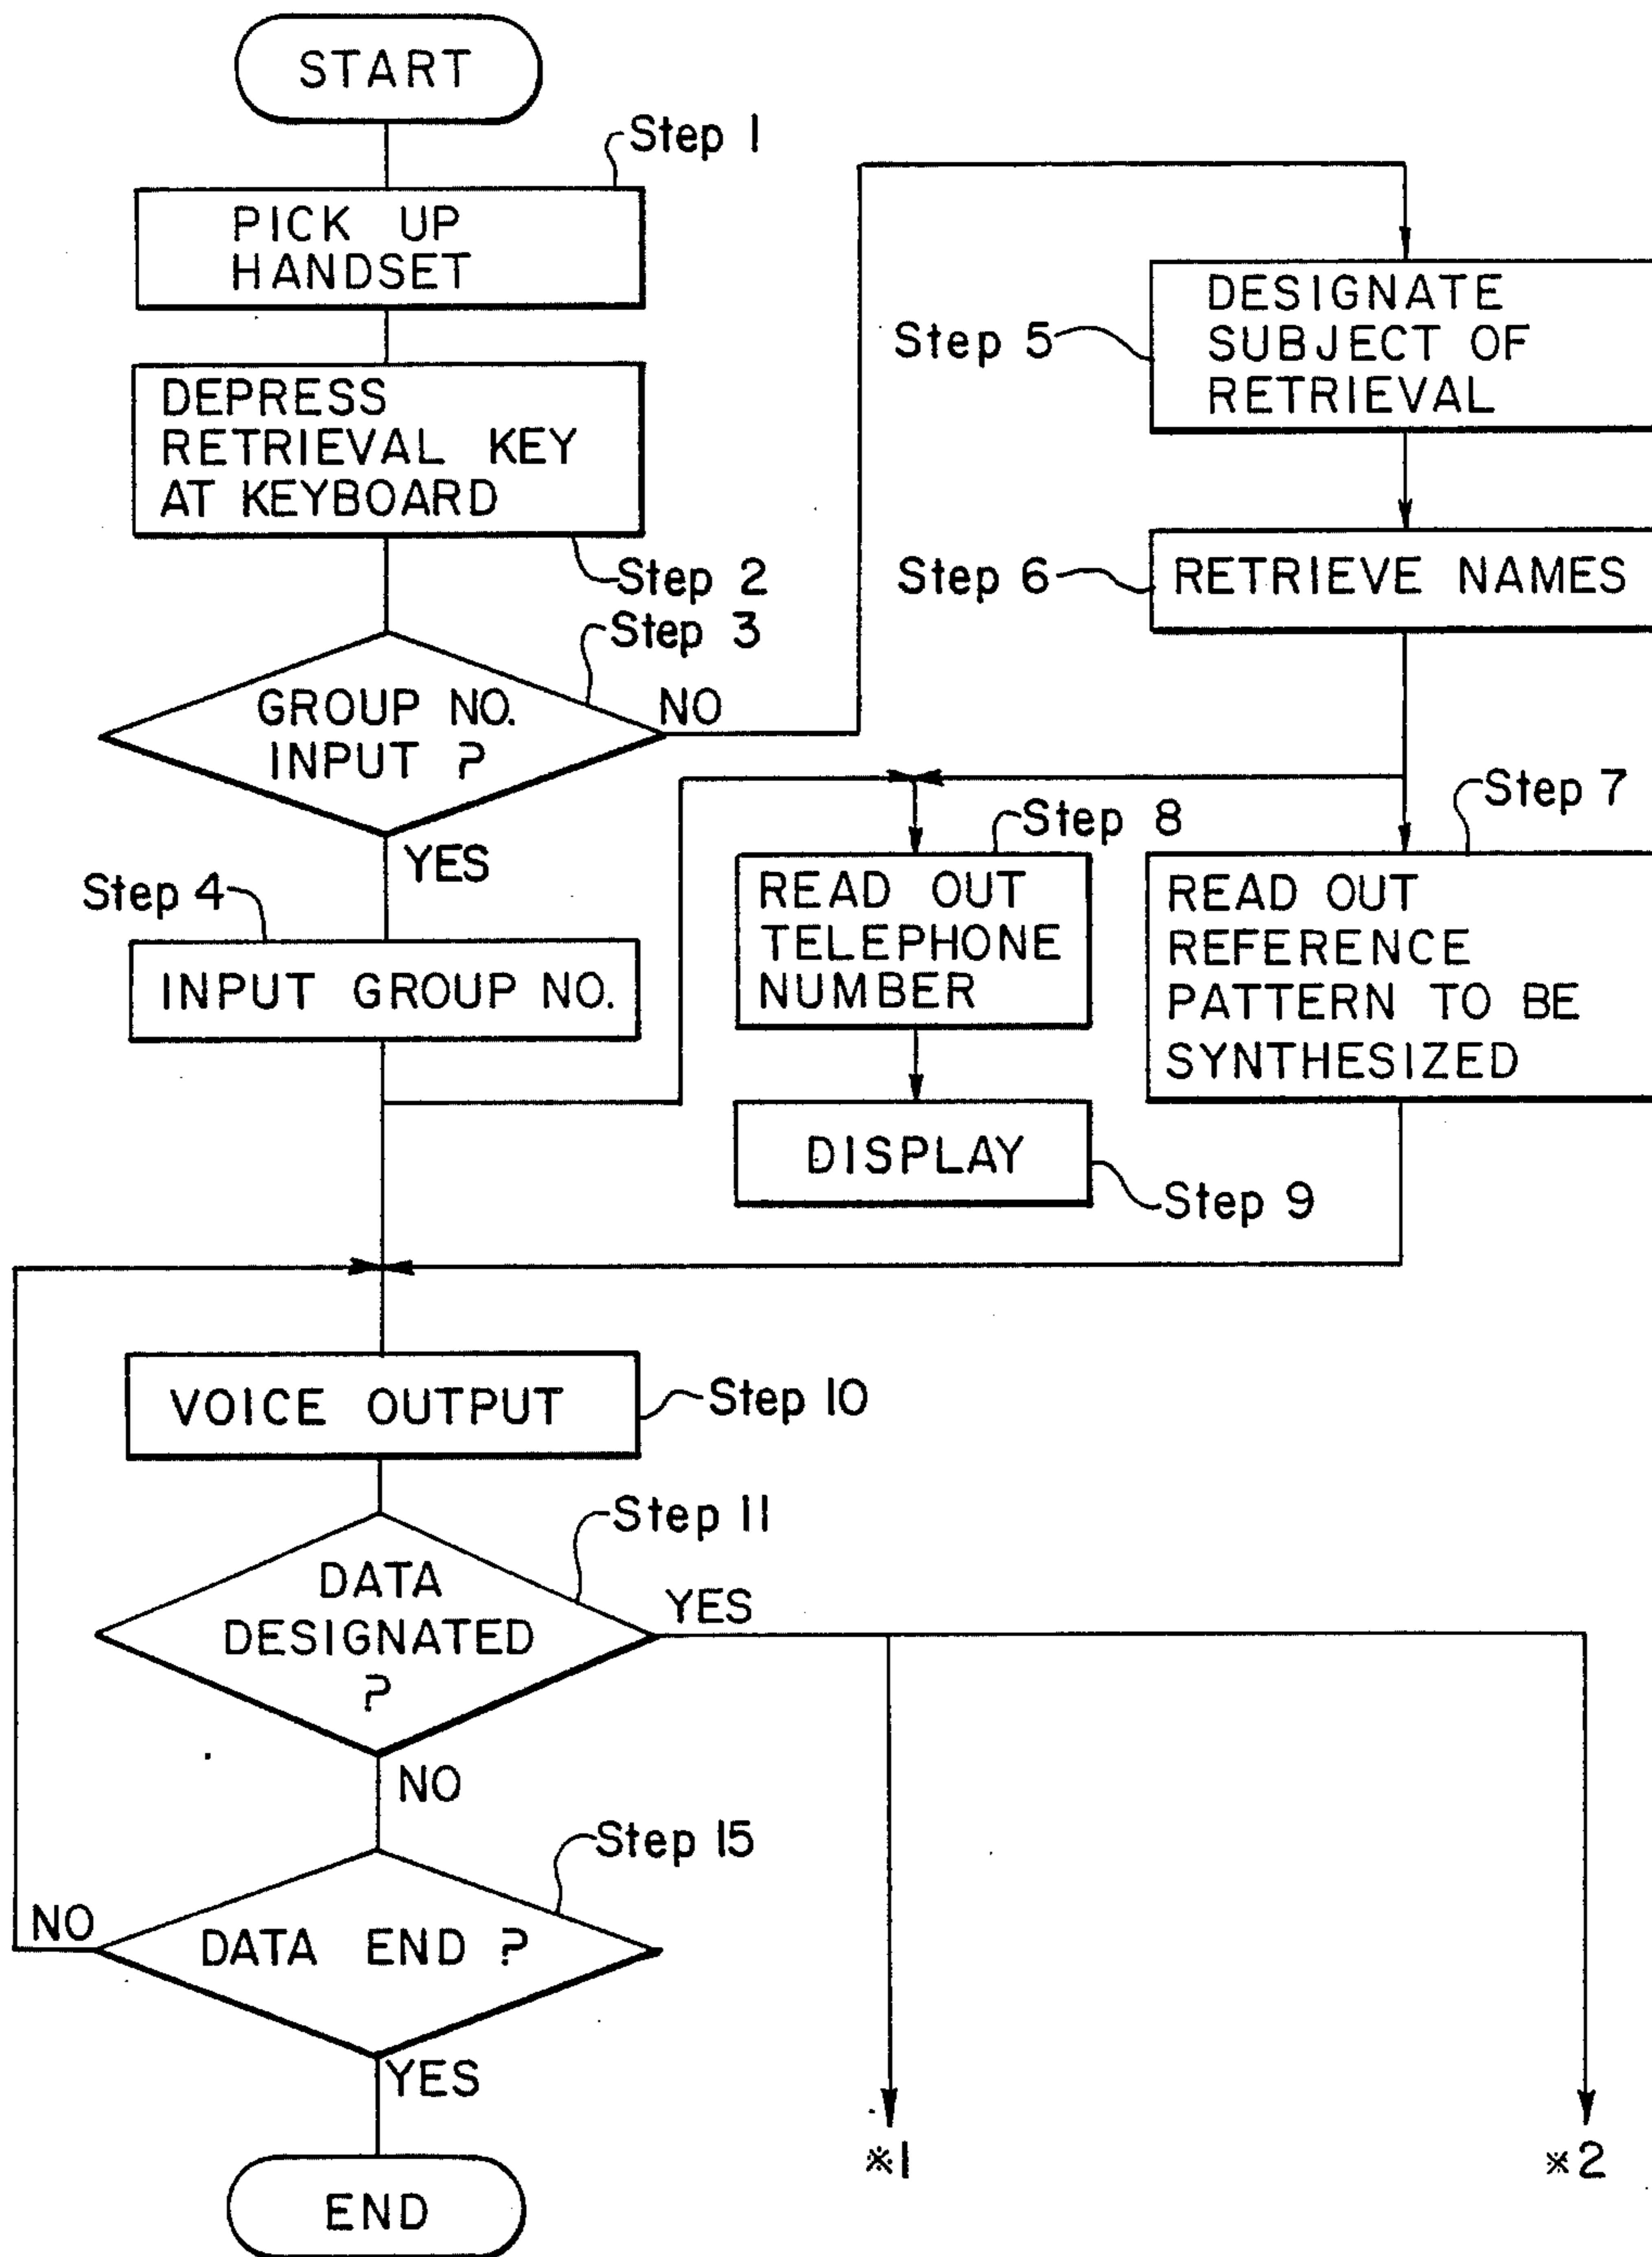 START
Step 1
PICK UP
HANDSET
DEPRESS
RETRIEVAL KEY
AT KEYBOARD
Step 2
Step 3
GROUP NO.
INPUT ?
NO
YES
Step 4
INPUT GROUP NO.
Step 5
DESIGNATE
SUBJECT OF
RETRIEVAL
Step 6
RETRIEVE NAMES
Step 7
READ OUT
REFERENCE
PATTERN TO BE
SYNTHESIZED
Step 8
READ OUT
TELEPHONE
NUMBER
DISPLAY
Step 9
VOICE OUTPUT
Step 10
Step 11
DATA
DESIGNATED
?
YES
NO
Step 15
DATA END ?
NO
YES
END
※1
※2